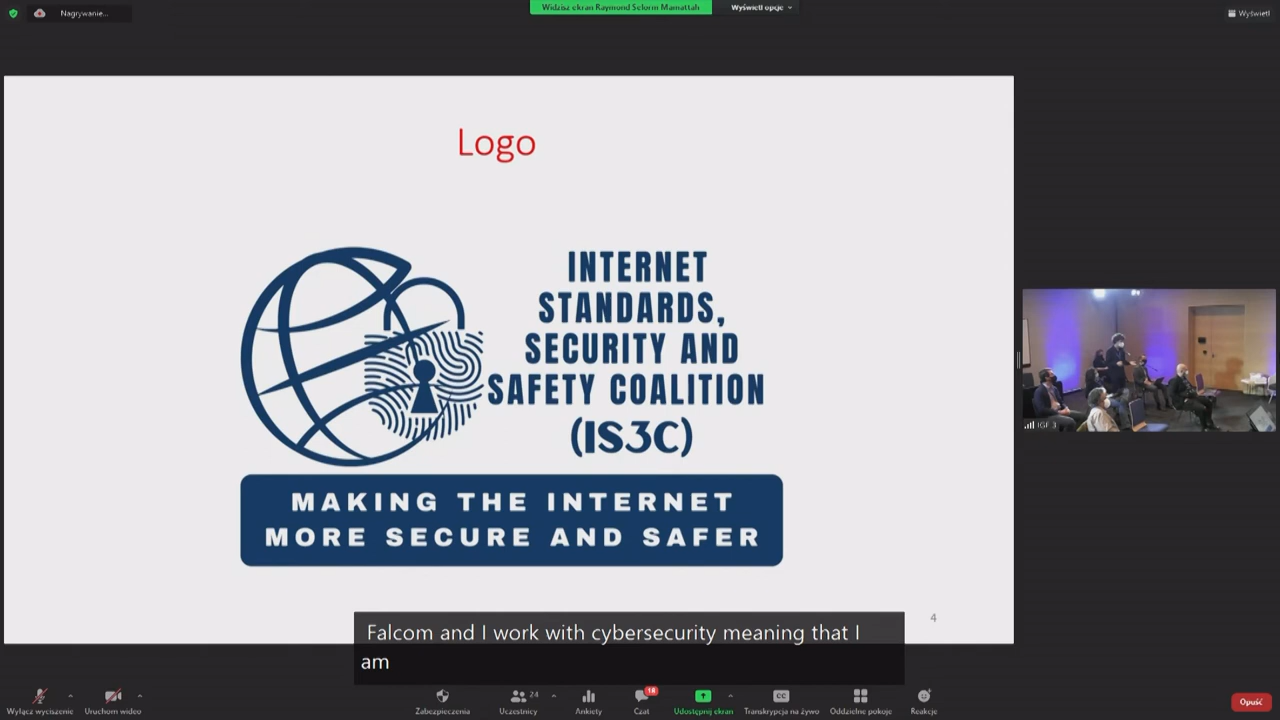 Nagrywanie...
Widzisz ekran Raymond Selorm Mamattah
Wyświetl opcje
Wyświetl
Logo
INTERNET
STANDARDS,
SECURITY AND
SAFETY COALITION
(IS3C)
MAKING THE INTERNET
MORE SECURE AND SAFER
4
IGF 3
Falcom and I work with cybersecurity meaning that I
am
Wyłącz wyciszenie
Uruchom wideo
Zabezpieczenia
Uczestnicy
24
Ankiety
Czat
18
Udostępnij ekran
CC
Transkrypcja na żywo
Oddzielne pokoje
Reakcje
Opuść